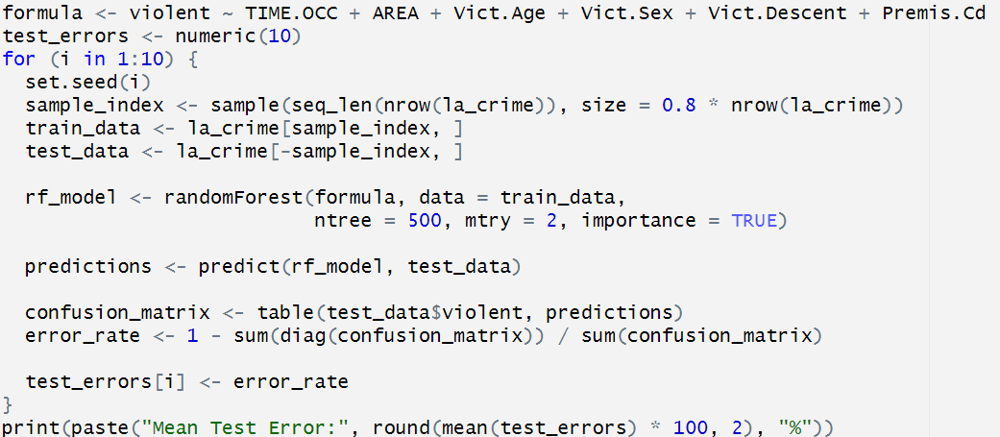 formula <- violent ~ TIME.OCC + AREA + Vict.Age + Vict.Sex + Vict.Descent + Premis.Cd
test_errors <- numeric(10)
for (i in 1:10) {
  set.seed(i)
  sample_index <- sample(seq_len(nrow(la_crime)), size = 0.8 * nrow(la_crime))
  train_data <- la_crime[sample_index, ]
  test_data <- la_crime[-sample_index, ]

  rf_model <- randomForest(formula, data = train_data,
                           ntree = 500, mtry = 2, importance = TRUE)

  predictions <- predict(rf_model, test_data)

  confusion_matrix <- table(test_data$violent, predictions)
  error_rate <- 1 - sum(diag(confusion_matrix)) / sum(confusion_matrix)

  test_errors[i] <- error_rate
}
print(paste("Mean Test Error:", round(mean(test_errors) * 100, 2), "%"))